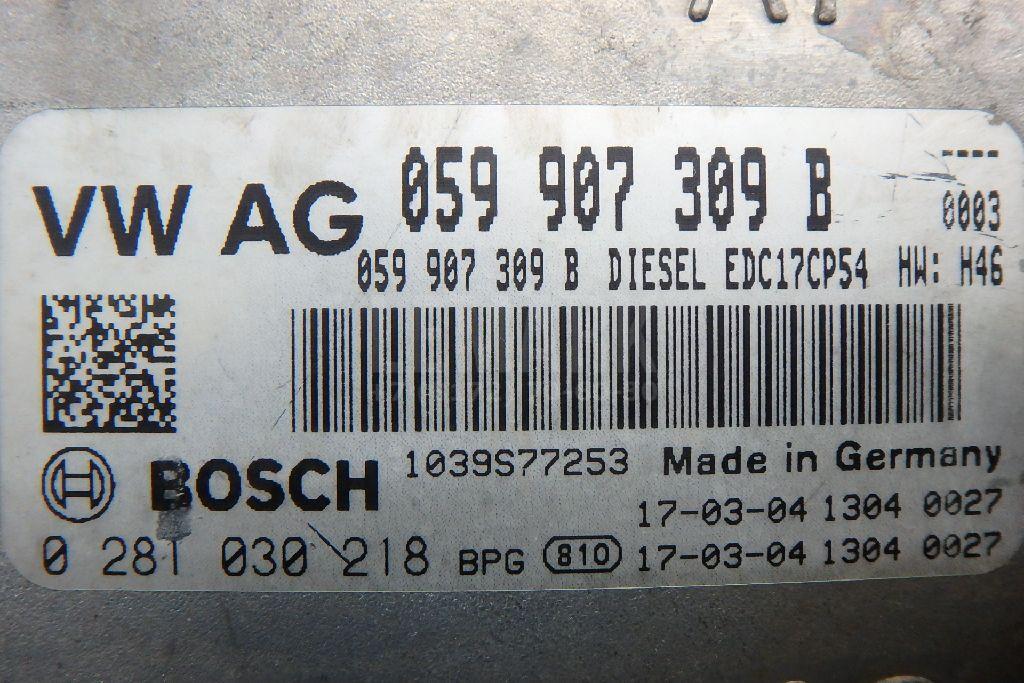 VW AG 059 907 309 B ----
0003
059 907 309 B DIESEL EDC17CP54 HW: H46
BOSCH 1039S77253 Made in Germany
17-03-04 1304 0027
0 281 030 218 BPG 810 17-03-04 1304 0027